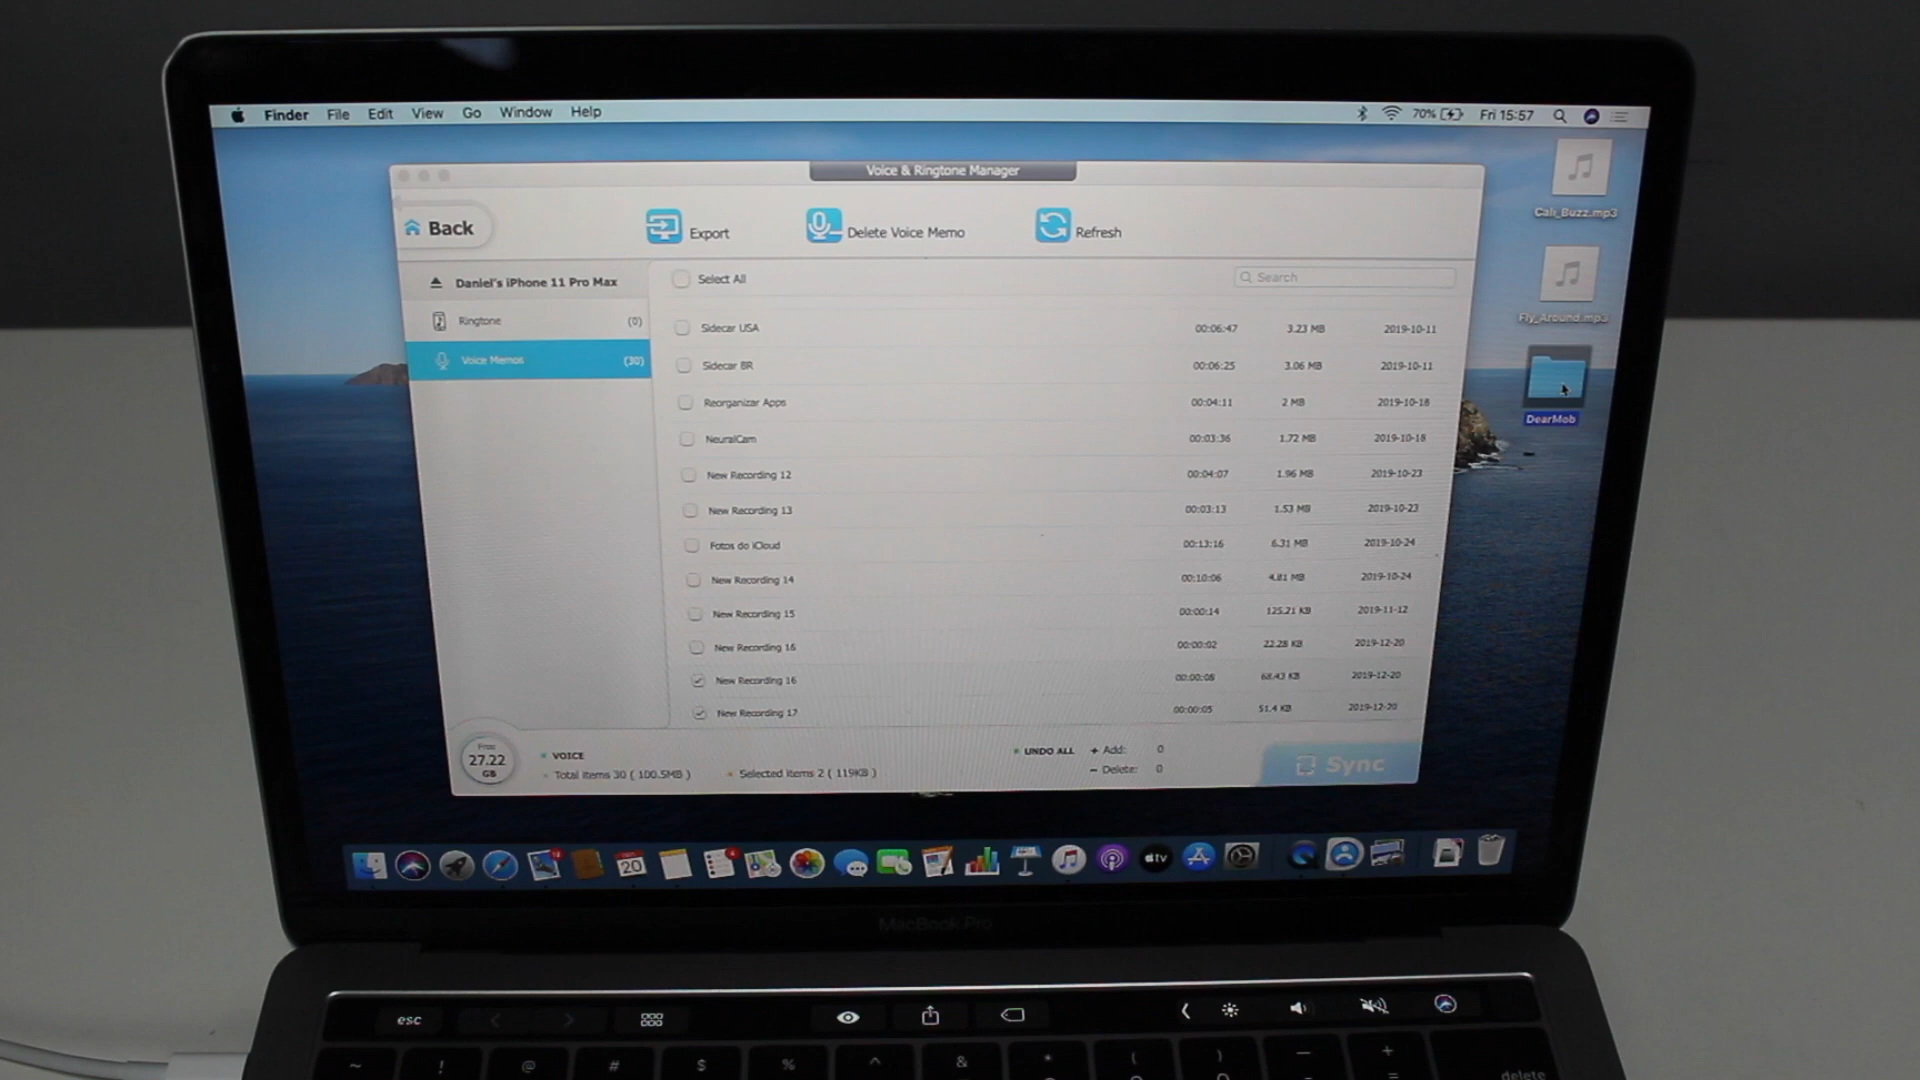 Finder File Edit View Go Window Help 70% Fri 15:57
Voice & Ringtone Manager
Cali_Buzz.mp3
Back Export Delete Voice Memo Refresh
Daniel's iPhone 11 Pro Max Select All Search
Ringtone (0)
Fly_Around.mp3
Voice Memos (30)
Sidecar USA 00:06:47 3.23 MB 2019-10-11
Sidecar BR 00:06:25 3.06 MB 2019-10-11
Reorganizar Apps 00:04:11 2 MB 2019-10-18
DearMob
NeuralCam 00:03:36 1.72 MB 2019-10-18
New Recording 12 00:04:07 1.96 MB 2019-10-23
New Recording 13 00:03:13 1.53 MB 2019-10-23
Fotos do iCloud 00:13:16 6.31 MB 2019-10-24
New Recording 14 00:10:06 4.81 MB 2019-10-24
New Recording 15 00:00:14 125.21 KB 2019-11-12
New Recording 16 00:00:02 22.28 KB 2019-12-20
New Recording 16 00:00:08 68.43 KB 2019-12-20
New Recording 17 00:00:05 51.4 KB 2019-12-20
Free
27.22
GB
VOICE UNDO ALL + Add: 0
Total items 30 ( 100.5MB ) Selected items 2 ( 119KB ) − Delete: 0
Sync
20
tv
MacBook Pro
esc
~ ! @ # $ % ^ & * ( ) — +
= delete